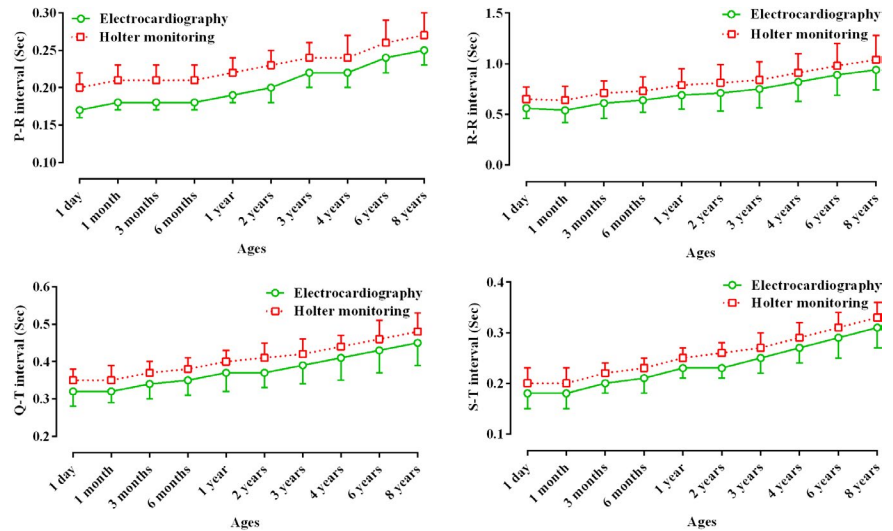 Electrocardiography
Holter monitoring
P-R interval (Sec)
0.30
0.25
0.20
0.15
0.10
1 day
1 month
3 months
6 months
1 year
2 years
3 years
4 years
6 years
8 years
Ages
Electrocardiography
Holter monitoring
R-R interval (Sec)
1.5
1.0
0.5
0.0
1 day
1 month
3 months
6 months
1 year
2 years
3 years
4 years
6 years
8 years
Ages
Electrocardiography
Holter monitoring
Q-T interval (Sec)
0.6
0.5
0.4
0.3
0.2
1 day
1 month
3 months
6 months
1 year
2 years
3 years
4 years
6 years
8 years
Ages
Electrocardiography
Holter monitoring
S-T interval (Sec)
0.4
0.3
0.2
0.1
1 day
1 month
3 months
6 months
1 year
2 years
3 years
4 years
6 years
8 years
Ages